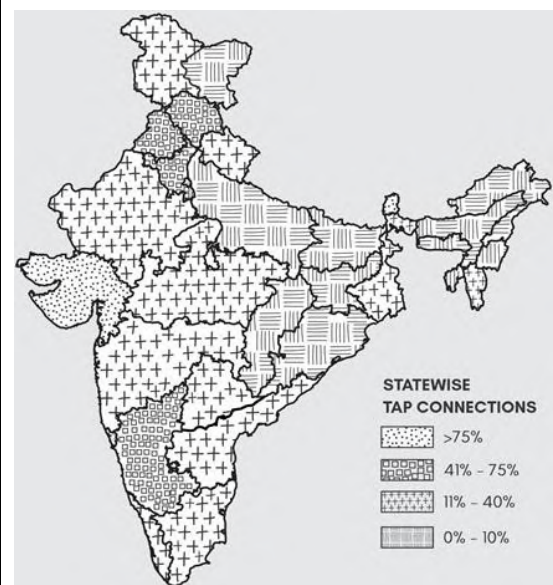 STATEWISE
TAP CONNECTIONS
>75%
41% - 75%
11% - 40%
0% - 10%